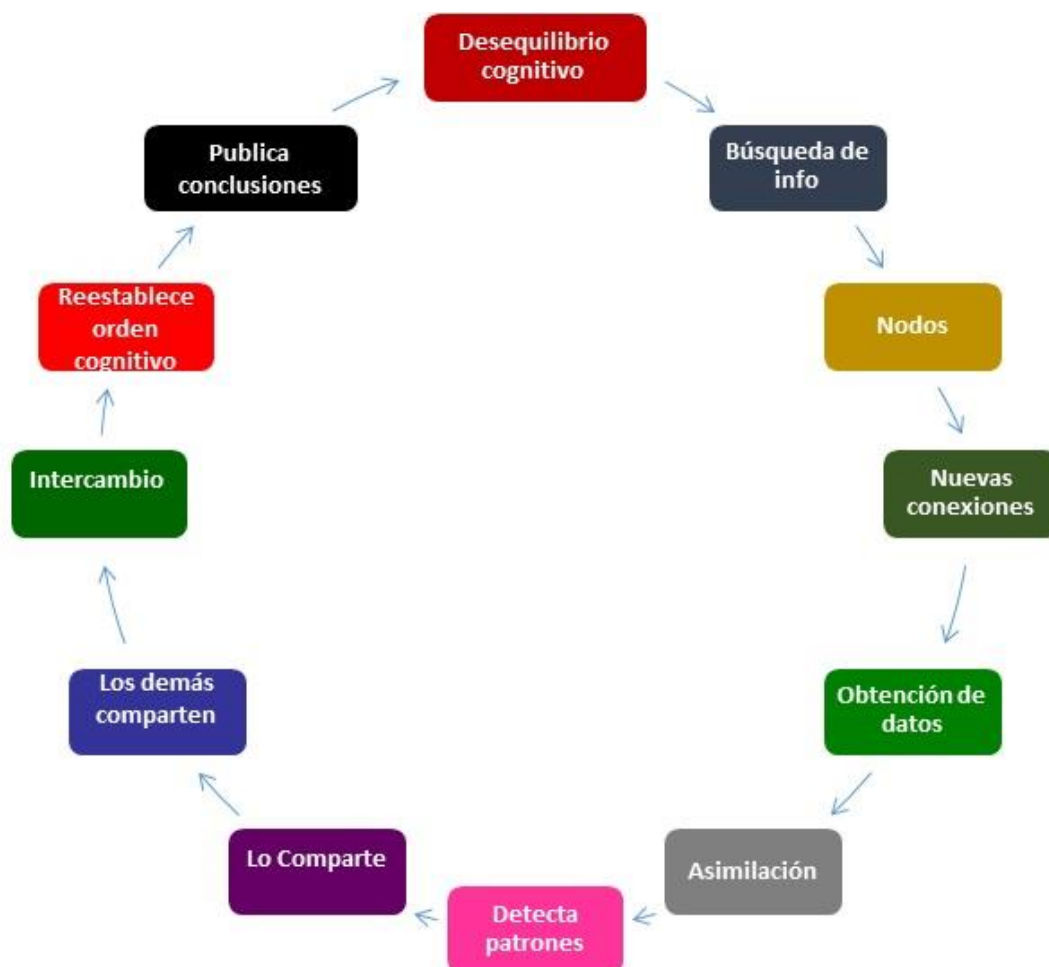 Desequilibrio
cognitivo
Búsqueda de
info
Nodos
Nuevas
conexiones
Obtención de
datos
Asimilación
Detecta
patrones
Lo Comparte
Los demás
comparten
Intercambio
Reestablece
orden
cognitivo
Publica
conclusiones